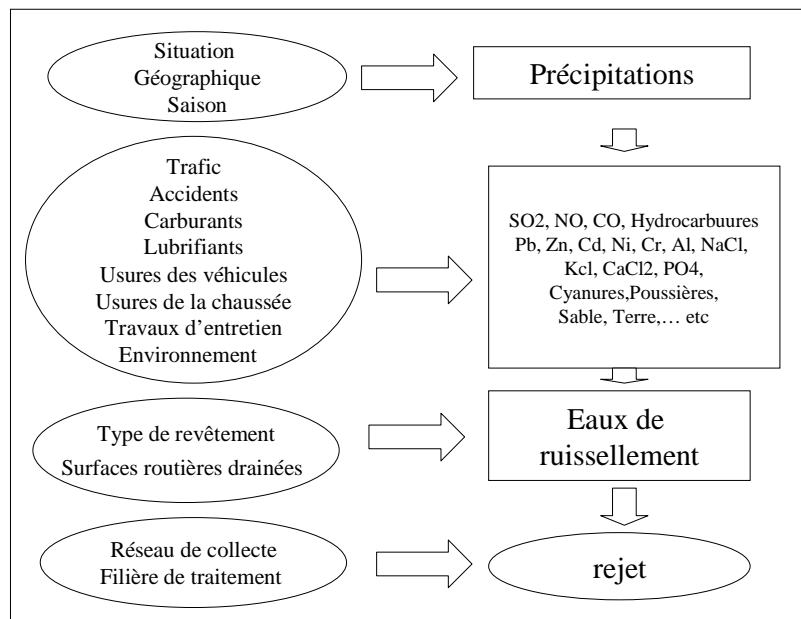 Situation
Géographique
Saison
Précipitations
Trafic
Accidents
Carburants
Lubrifiants
Usures des véhicules
Usures de la chaussée
Travaux d'entretien
Environnement
SO2, NO, CO, Hydrocarbuures
Pb, Zn, Cd, Ni, Cr, Al, NaCl,
Kcl, CaCl2, PO4,
Cyanures,Poussières,
Sable, Terre,… etc
Type de revêtement
Surfaces routières drainées
Eaux de
ruissellement
Réseau de collecte
Filière de traitement
rejet